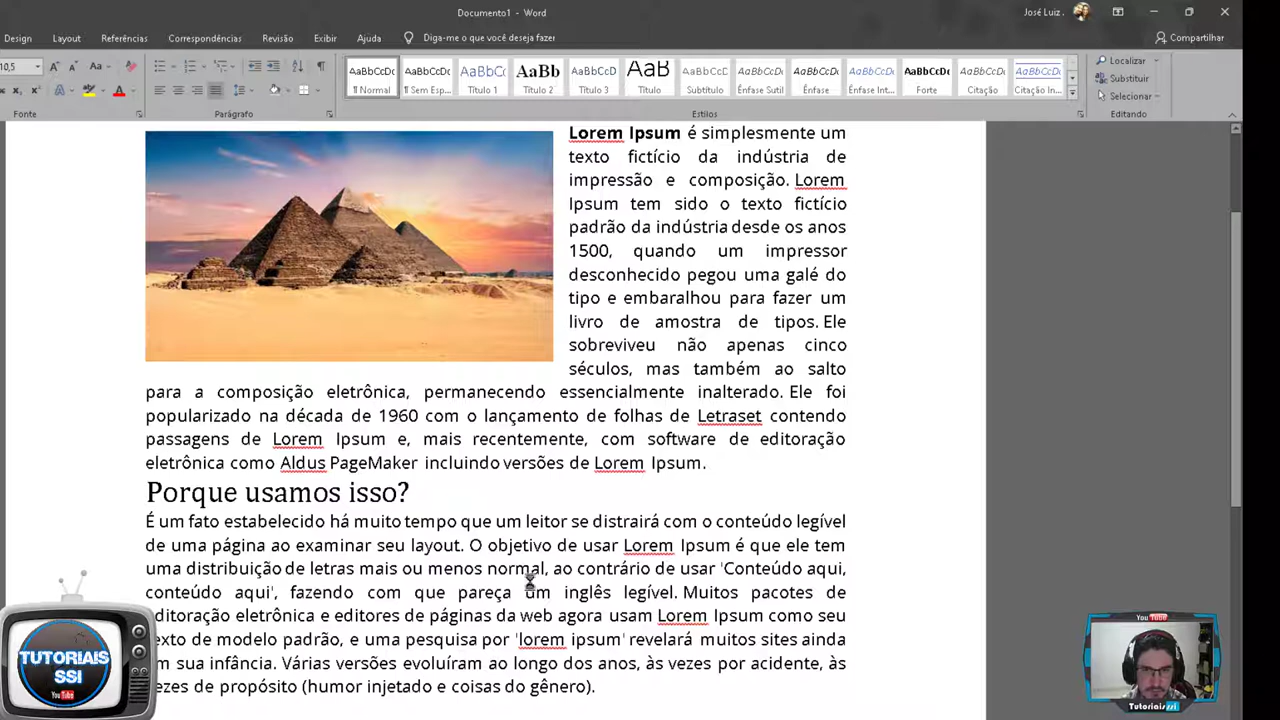 Documento1 - Word
José Luiz .
Design Layout Referências Correspondências Revisão Exibir Ajuda Diga-me o que você deseja fazer
Compartilhar
10,5
AaBbCcDc AaBbCcDc AaBbCcDc AaBb AaBbCcD AaB AaBbCcD AaBbCcDc AaBbCcDc AaBbCcDc AaBbCcDc AaBbCcDc AaBbCcDc
¶ Normal ¶ Sem Esp... Título 1 Título 2 Título 3 Título Subtítulo Ênfase Sutil Ênfase Ênfase Int... Forte Citação Citação In...
Localizar
Substituir
Selecionar
Fonte Parágrafo Estilos Editando
Lorem Ipsum é simplesmente um
texto fictício da indústria de
impressão e composição. Lorem
Ipsum tem sido o texto fictício
padrão da indústria desde os anos
1500, quando um impressor
desconhecido pegou uma galé do
tipo e embaralhou para fazer um
livro de amostra de tipos. Ele
sobreviveu não apenas cinco
séculos, mas também ao salto
para a composição eletrônica, permanecendo essencialmente inalterado. Ele foi
popularizado na década de 1960 com o lançamento de folhas de Letraset contendo
passagens de Lorem Ipsum e, mais recentemente, com software de editoração
eletrônica como Aldus PageMaker incluindo versões de Lorem Ipsum.
Porque usamos isso?
É um fato estabelecido há muito tempo que um leitor se distrairá com o conteúdo legível
de uma página ao examinar seu layout. O objetivo de usar Lorem Ipsum é que ele tem
uma distribuição de letras mais ou menos normal, ao contrário de usar 'Conteúdo aqui,
conteúdo aqui', fazendo com que pareça um inglês legível. Muitos pacotes de
editoração eletrônica e editores de páginas da web agora usam Lorem Ipsum como seu
texto de modelo padrão, e uma pesquisa por 'lorem ipsum' revelará muitos sites ainda
em sua infância. Várias versões evoluíram ao longo dos anos, às vezes por acidente, às
vezes de propósito (humor injetado e coisas do gênero).
TUTORIAIS
SSI
You Tube
You Tube
Tutoriaisssi